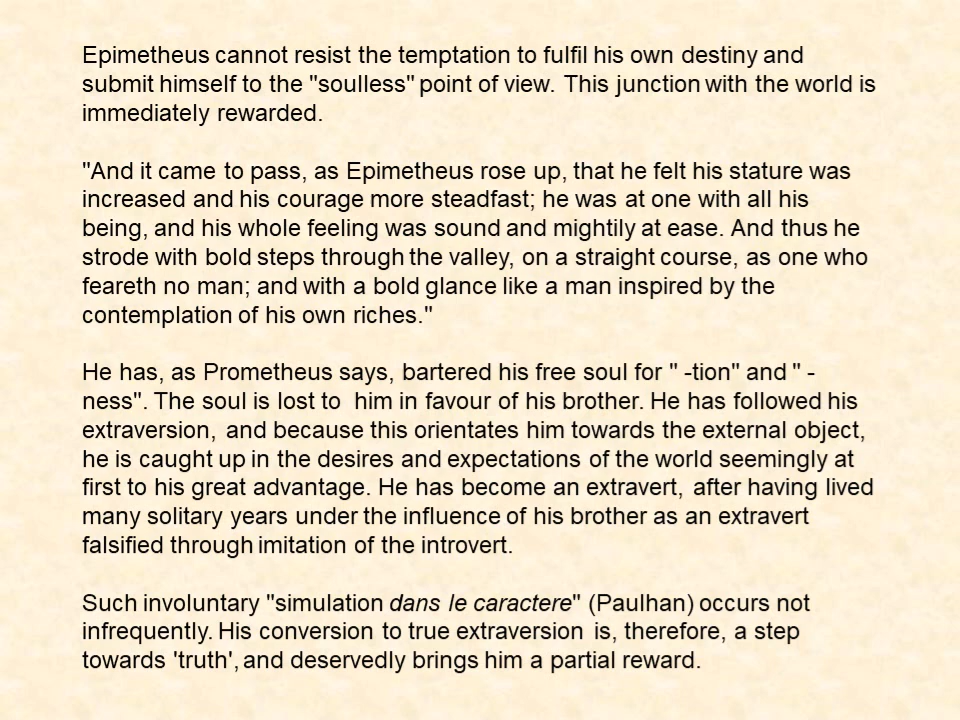 Epimetheus cannot resist the temptation to fulfil his own destiny and
submit himself to the "soulless" point of view. This junction with the world is
immediately rewarded.
"And it came to pass, as Epimetheus rose up, that he felt his stature was
increased and his courage more steadfast; he was at one with all his
being, and his whole feeling was sound and mightily at ease. And thus he
strode with bold steps through the valley, on a straight course, as one who
feareth no man; and with a bold glance like a man inspired by the
contemplation of his own riches."
He has, as Prometheus says, bartered his free soul for " -tion" and " -
ness". The soul is lost to  him in favour of his brother. He has followed his
extraversion, and because this orientates him towards the external object,
he is caught up in the desires and expectations of the world seemingly at
first to his great advantage. He has become an extravert, after having lived
many solitary years under the influence of his brother as an extravert
falsified through imitation of the introvert.
Such involuntary "simulation dans le caractere" (Paulhan) occurs not
infrequently. His conversion to true extraversion is, therefore, a step
towards 'truth', and deservedly brings him a partial reward.